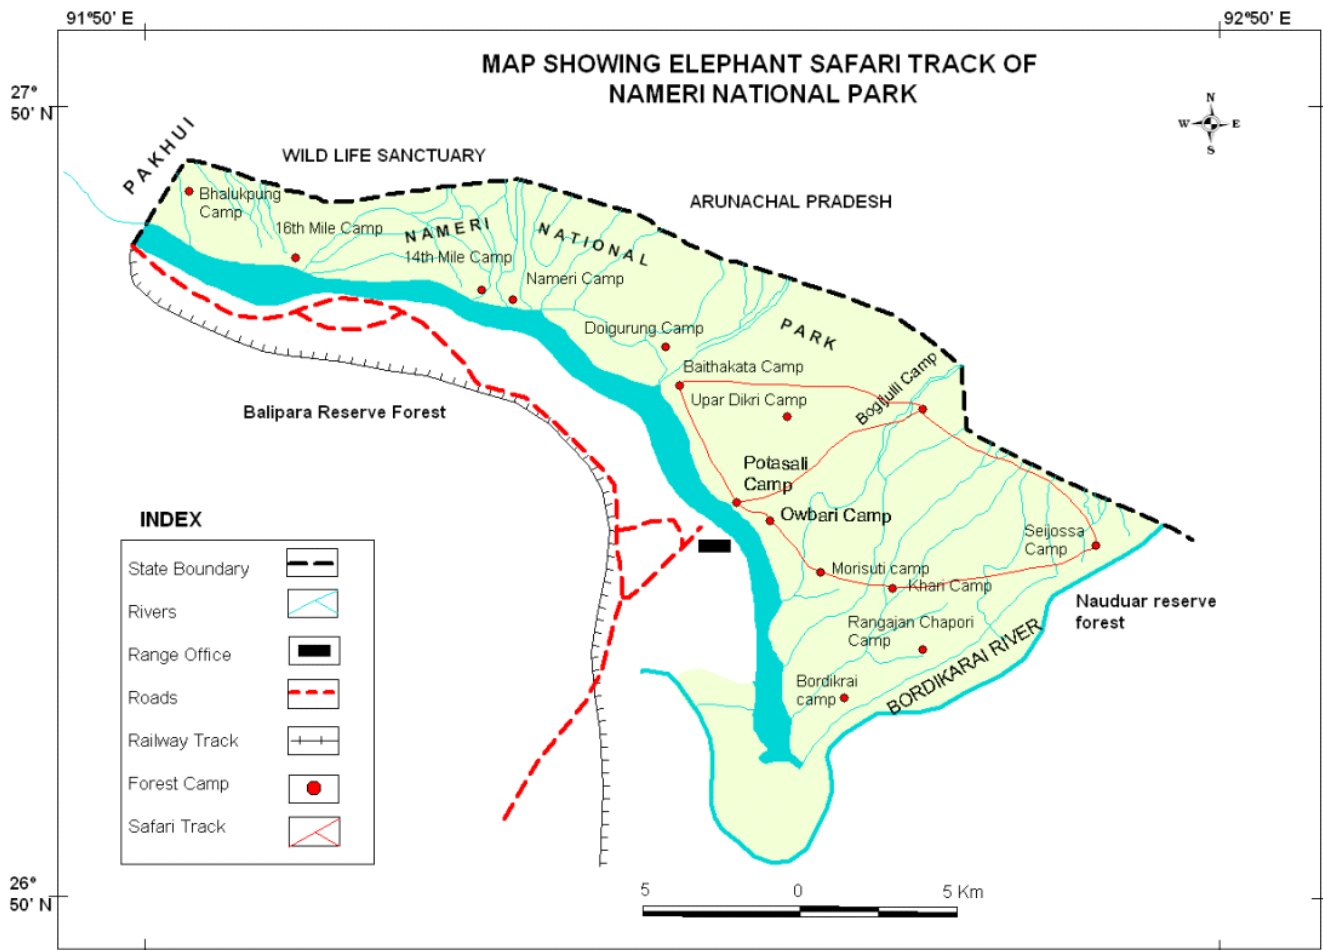 91°50' E
92°50' E
MAP SHOWING ELEPHANT SAFARI TRACK OF
NAMERI NATIONAL PARK
27°
50' N
N
W E
S
PAKHUI
WILD LIFE SANCTUARY
ARUNACHAL PRADESH
Bhalukpung
Camp
16th Mile Camp
NAMERI
NATIONAL
PARK
14th Mile Camp
Nameri Camp
Doigurung Camp
Baithakata Camp
Upar Dikri Camp
Bogijulii Camp
Balipara Reserve Forest
Potasali
Camp
Owbari Camp
Seijossa
Camp
Morisuti camp
Khari Camp
Nauduar reserve
forest
Rangajan Chapori
Camp
BORDIKARAI RIVER
Bordikrai
camp
INDEX
State Boundary
Rivers
Range Office
Roads
Railway Track
Forest Camp
Safari Track
26°
50' N
5 0 5 Km